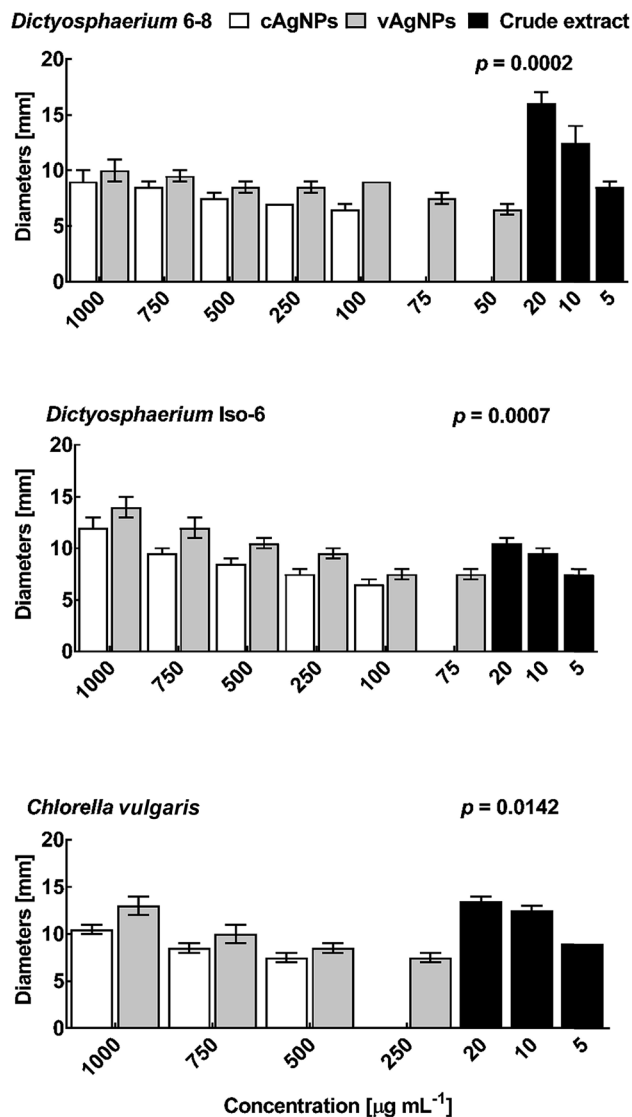 Dictyosphaerium 6-8 cAgNPs vAgNPs Crude extract
p = 0.0002
Diameters [mm]
20
15
10
5
0
1000 750 500 250 100 75 50 20 10 5
Dictyosphaerium Iso-6 p = 0.0007
Diameters [mm]
20
15
10
5
0
1000 750 500 250 100 75 20 10 5
Chlorella vulgaris p = 0.0142
Diameters [mm]
20
15
10
5
0
1000 750 500 250 20 10 5
Concentration [μg mL⁻¹]